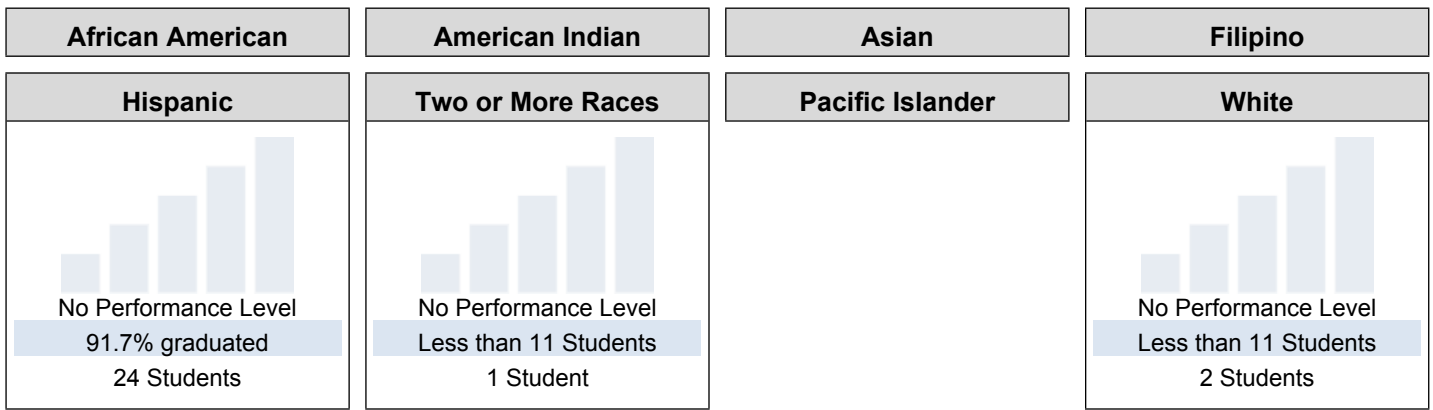 African American
American Indian
Asian
Filipino
Hispanic
No Performance Level
91.7% graduated
24 Students
Two or More Races
No Performance Level
Less than 11 Students
1 Student
Pacific Islander
White
No Performance Level
Less than 11 Students
2 Students